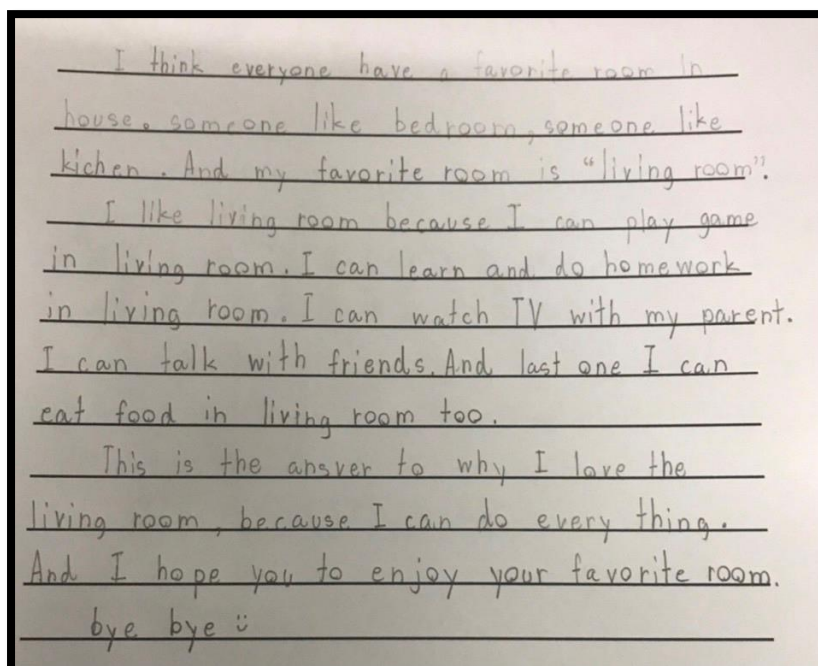 I think everyone have a favorite room in
house. someone like bedroom, someone like
kichen. And my favorite room is "living room".
I like living room because I can play game
in living room. I can learn and do homework
in living room. I can watch TV with my parent.
I can talk with friends. And last one I can
eat food in living room too.
This is the answer to why I love the
living room, because I can do every thing.
And I hope you to enjoy your favorite room.
bye bye ü